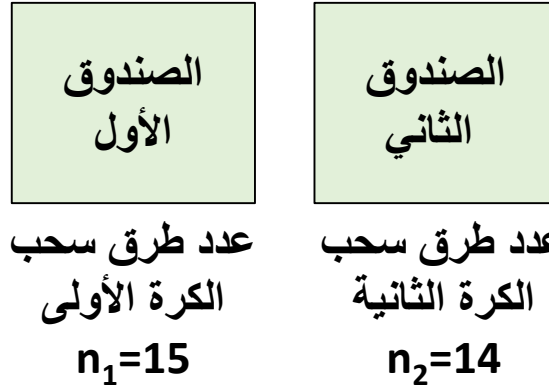 الصندوق
الأول
الصندوق
الثاني
عدد طرق سحب
الكرة الأولى
n₁=15
عدد طرق سحب
الكرة الثانية
n₂=14